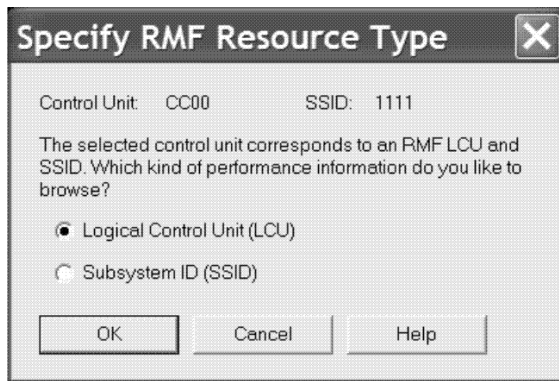 Specify RMF Resource Type
Control Unit: CC00 SSID: 1111
The selected control unit corresponds to an RMF LCU and
SSID. Which kind of performance information do you like to
browse?
Logical Control Unit (LCU)
Subsystem ID (SSID)
OK Cancel Help